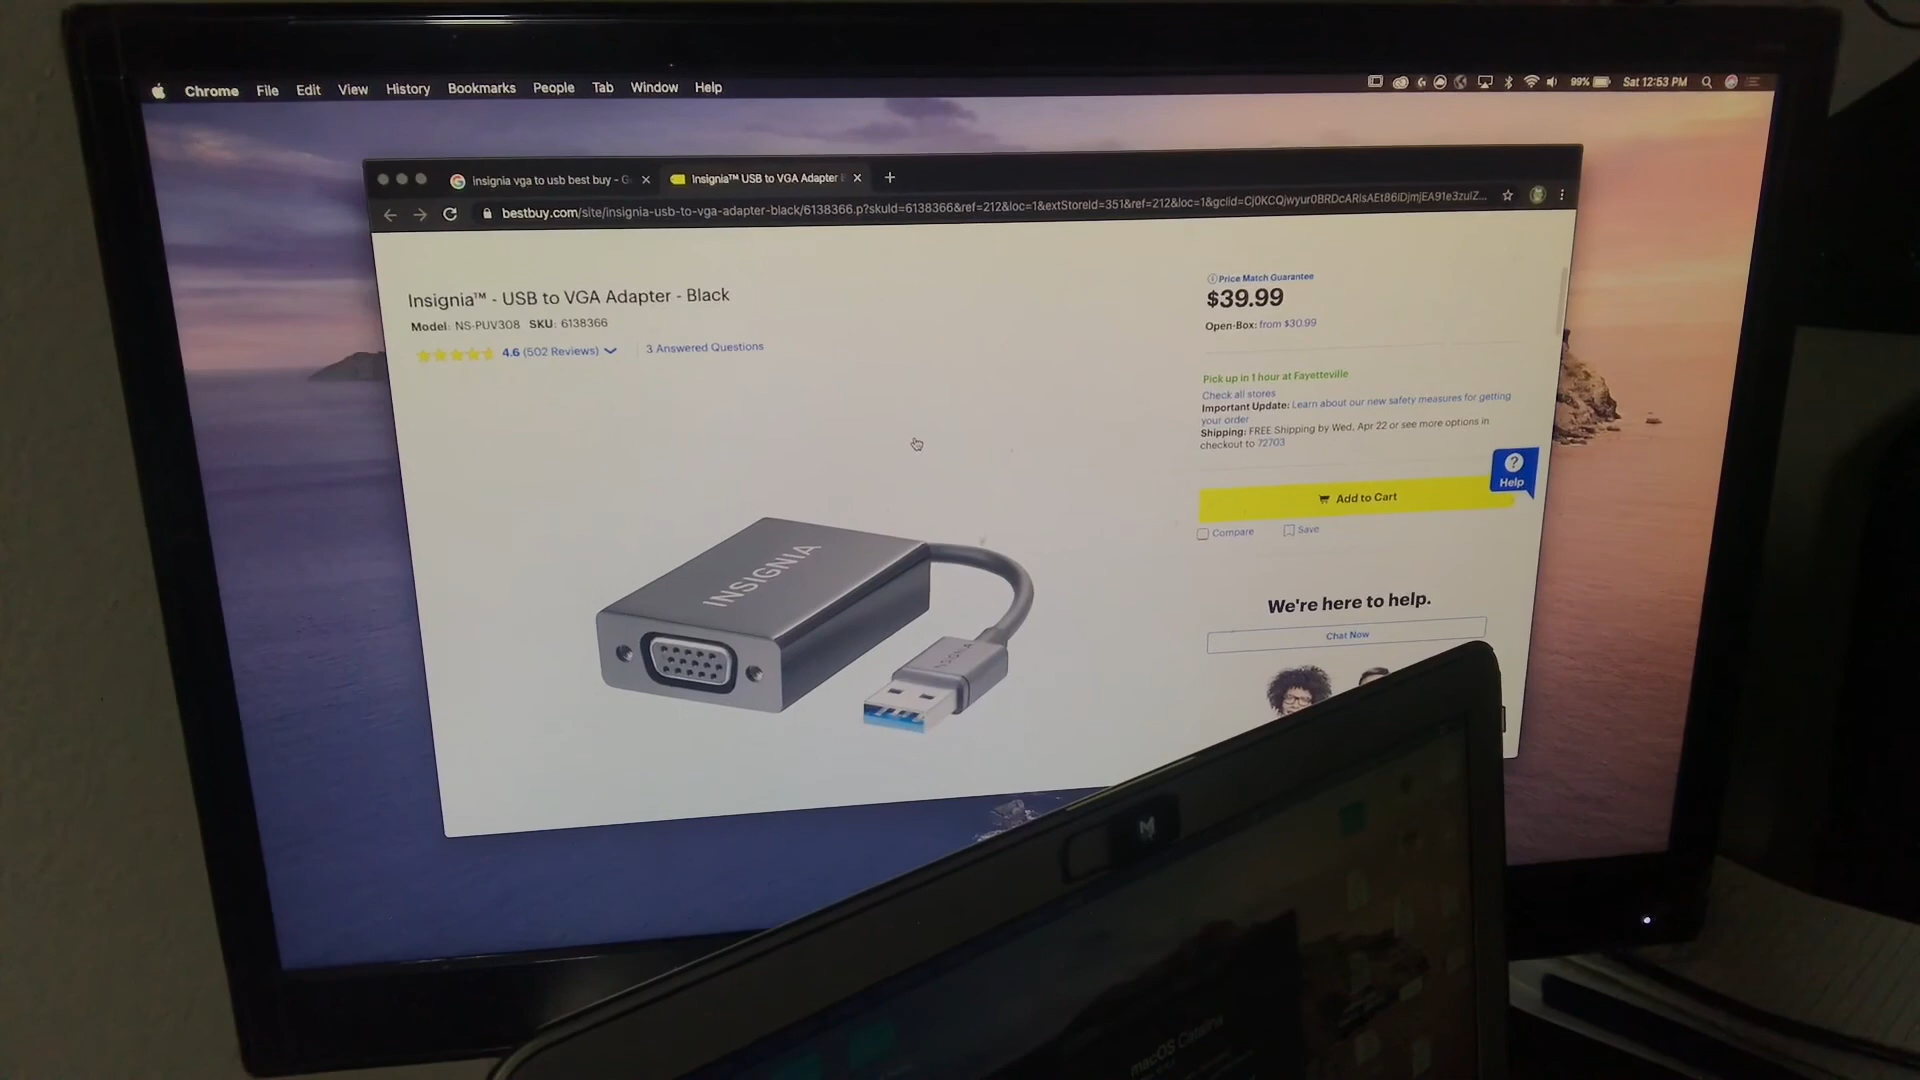 Chrome File Edit View History Bookmarks People Tab Window Help
99% Sat 12:53 PM
insignia vgа to usb best buy - G
Insignia™ USB to VGA Adapter
bestbuy.com/site/insignia-usb-to-vga-adapter-black/6138366.p?skuId=6138366&ref=212&loc=1&extStoreId=351&ref=212&loc=1&gclid=
Insignia™ - USB to VGA Adapter - Black
Model: NS-PUV308 SKU: 6138366
4.6 (502 Reviews)
3 Answered Questions
Price Match Guarantee
$39.99
Open-Box: from $30.99
Pick up in 1 hour at Fayetteville
Check all stores
Important Update: Learn about our new safety measures for getting
your order
Shipping: FREE Shipping by Wed, Apr 22 or see more options in
checkout to 72703
? Help
Add to Cart
Compare
Save
INSIGNIA
INSIGNIA
We're here to help.
Chat Now
macOS Catalina